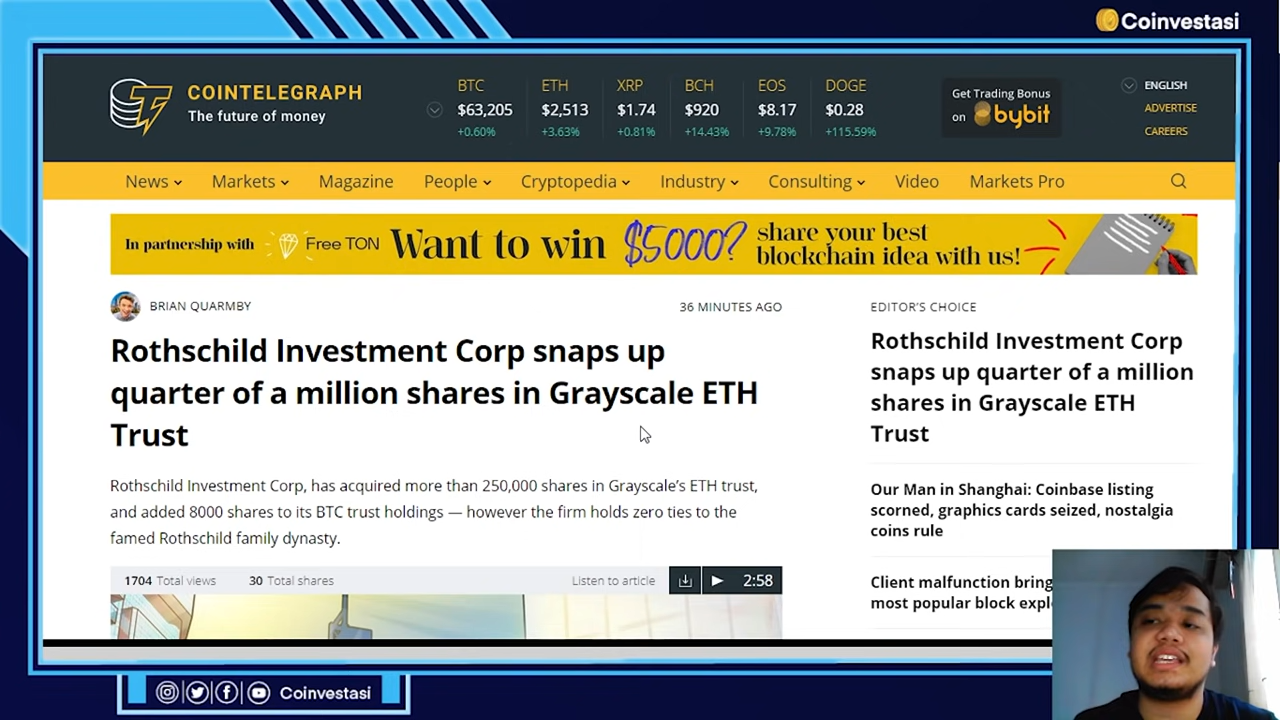 Coinvestasi
COINTELEGRAPH
The future of money
BTC
$63,205
+0.60%
ETH
$2,513
+3.63%
XRP
$1.74
+0.81%
BCH
$920
+14.43%
EOS
$8.17
+9.78%
DOGE
$0.28
+115.59%
Get Trading Bonus
on bybit
ENGLISH
ADVERTISE
CAREERS
News Markets Magazine People Cryptopedia Industry Consulting Video Markets Pro
In partnership with Free TON Want to win $5000? share your best
blockchain idea with us!
BRIAN QUARMBY 36 MINUTES AGO
Rothschild Investment Corp snaps up
quarter of a million shares in Grayscale ETH
Trust
Rothschild Investment Corp, has acquired more than 250,000 shares in Grayscale's ETH trust,
and added 8000 shares to its BTC trust holdings — however the firm holds zero ties to the
famed Rothschild family dynasty.
1704 Total views 30 Total shares Listen to article 2:58
EDITOR'S CHOICE
Rothschild Investment Corp
snaps up quarter of a million
shares in Grayscale ETH
Trust
Our Man in Shanghai: Coinbase listing
scorned, graphics cards seized, nostalgia
coins rule
Client malfunction bring
most popular block expl
Coinvestasi